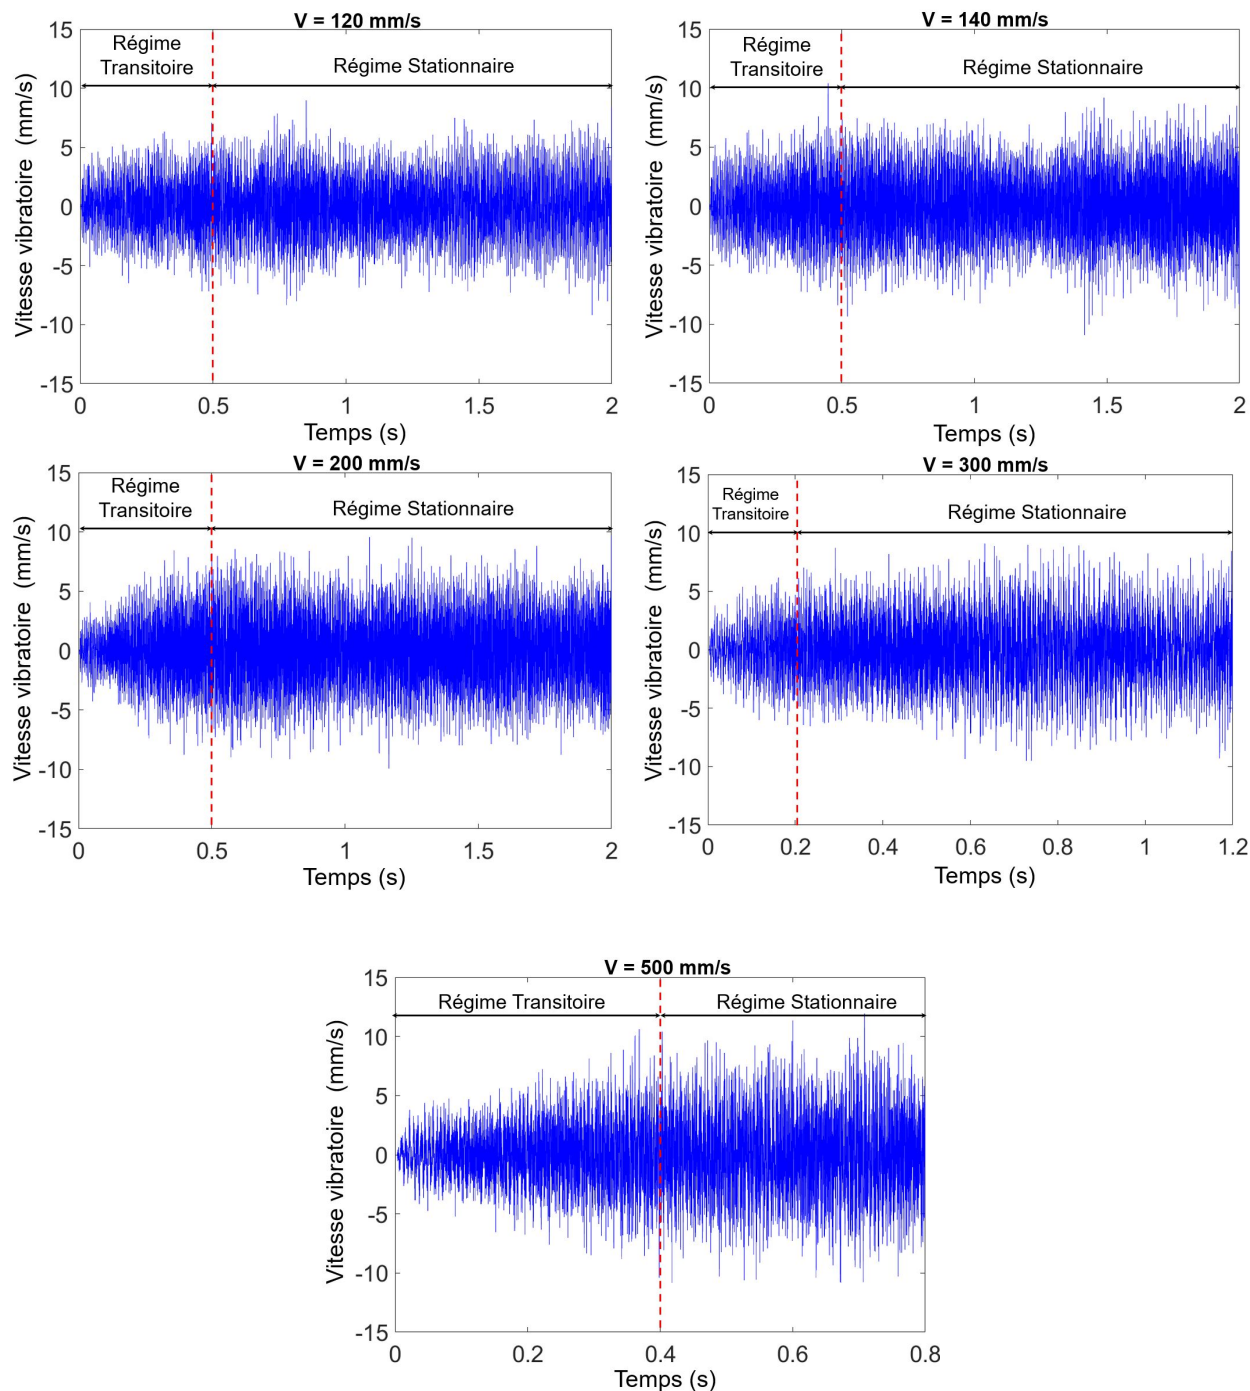 V = 120 mm/s
Régime
Transitoire
Régime Stationnaire
Vitesse vibratoire (mm/s)
15
10
5
0
-5
-10
-15
0 0.5 1 1.5 2
Temps (s)
V = 140 mm/s
Régime
Transitoire
Régime Stationnaire
Vitesse vibratoire (mm/s)
15
10
5
0
-5
-10
-15
0 0.5 1 1.5 2
Temps (s)
V = 200 mm/s
Régime
Transitoire
Régime Stationnaire
Vitesse vibratoire (mm/s)
15
10
5
0
-5
-10
-15
0 0.5 1 1.5 2
Temps (s)
V = 300 mm/s
Régime
Transitoire
Régime Stationnaire
Vitesse vibratoire (mm/s)
15
10
5
0
-5
-10
-15
0 0.2 0.4 0.6 0.8 1 1.2
Temps (s)
V = 500 mm/s
Régime Transitoire
Régime Stationnaire
Vitesse vibratoire (mm/s)
15
10
5
0
-5
-10
-15
0 0.2 0.4 0.6 0.8
Temps (s)